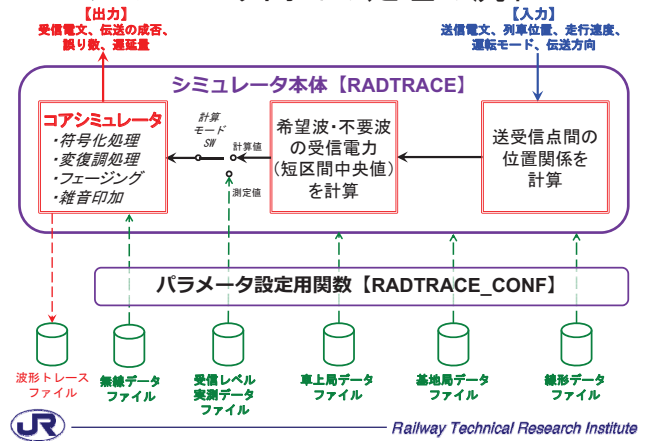 【出力】
受信電文、伝送の成否、
誤り数、遅延量
【入力】
送信電文、列車位置、走行速度、
運転モード、伝送方向
シミュレータ本体【RADTRACE】
コアシミュレータ
・符号化処理
・変復調処理
・フェージング
・雑音印加
計算
モード
SW
計算値
測定値
希望波・不要波
の受信電力
(短区間中央値)
を計算
送受信点間の
位置関係を
計算
パラメータ設定用関数【RADTRACE_CONF】
波形トレース
ファイル
無線データ
ファイル
受信レベル
実測データ
ファイル
車上局データ
ファイル
基地局データ
ファイル
線形データ
ファイル
JR
Railway Technical Research Institute